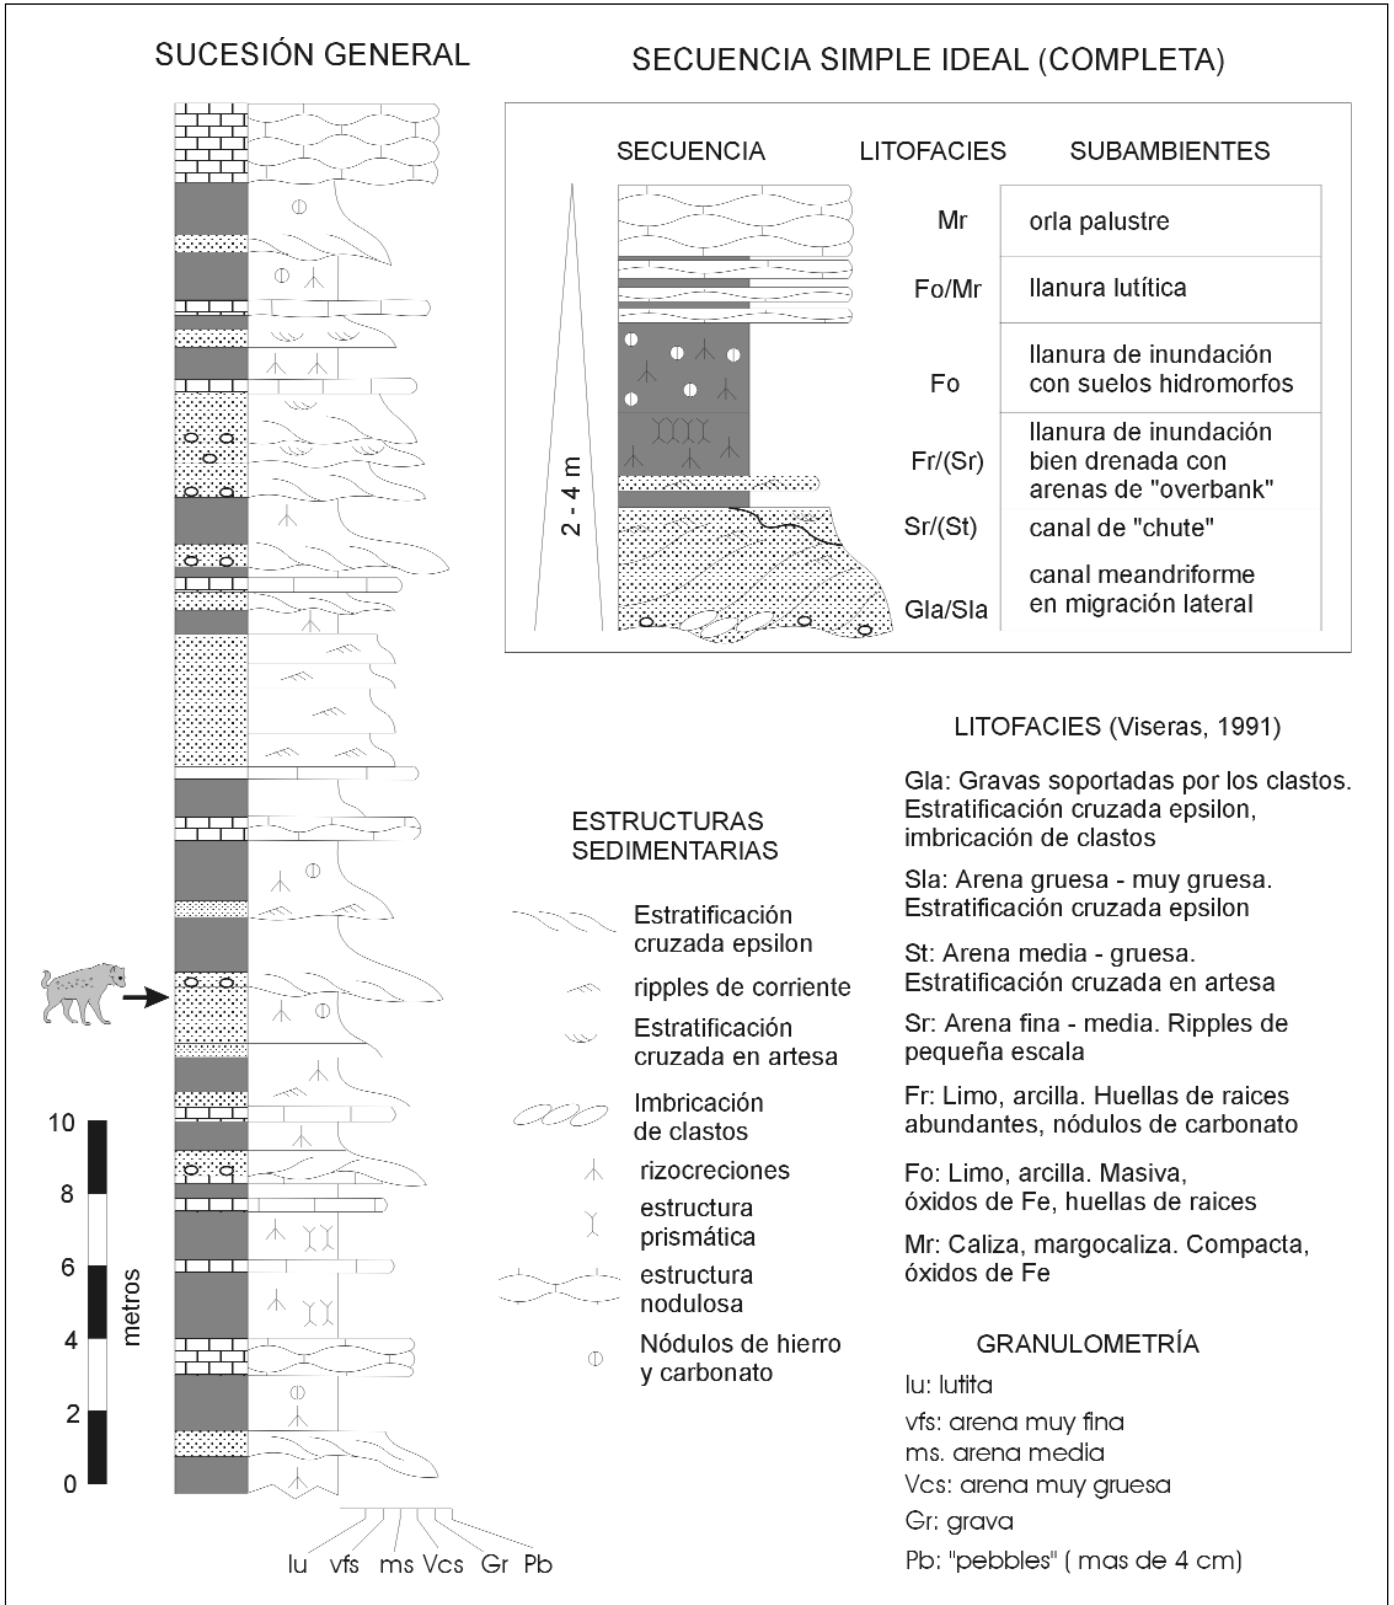 SUCESIÓN GENERAL
SECUENCIA SIMPLE IDEAL (COMPLETA)
SECUENCIA
LITOFACIES
SUBAMBIENTES
2 - 4 m
Mr
orla palustre
Fo/Mr
llanura lutítica
Fo
llanura de inundación
con suelos hidromorfos
Fr/(Sr)
llanura de inundación
bien drenada con
arenas de "overbank"
Sr/(St)
canal de "chute"
Gla/Sla
canal meandriforme
en migración lateral
10
8
6
4
2
0
metros
lu
vfs
ms
Vcs
Gr
Pb
ESTRUCTURAS
SEDIMENTARIAS
Estratificación
cruzada epsilon
ripples de corriente
Estratificación
cruzada en artesa
Imbricación
de clastos
rizocreciones
estructura
prismática
estructura
nodulosa
Nódulos de hierro
y carbonato
LITOFACIES (Viseras, 1991)
Gla: Gravas soportadas por los clastos.
Estratificación cruzada epsilon,
imbricación de clastos
Sla: Arena gruesa - muy gruesa.
Estratificación cruzada epsilon
St: Arena media - gruesa.
Estratificación cruzada en artesa
Sr: Arena fina - media. Ripples de
pequeña escala
Fr: Limo, arcilla. Huellas de raices
abundantes, nódulos de carbonato
Fo: Limo, arcilla. Masiva,
óxidos de Fe, huellas de raices
Mr: Caliza, margocaliza. Compacta,
óxidos de Fe
GRANULOMETRÍA
lu: lutita
vfs: arena muy fina
ms. arena media
Vcs: arena muy gruesa
Gr: grava
Pb: "pebbles" ( mas de 4 cm)